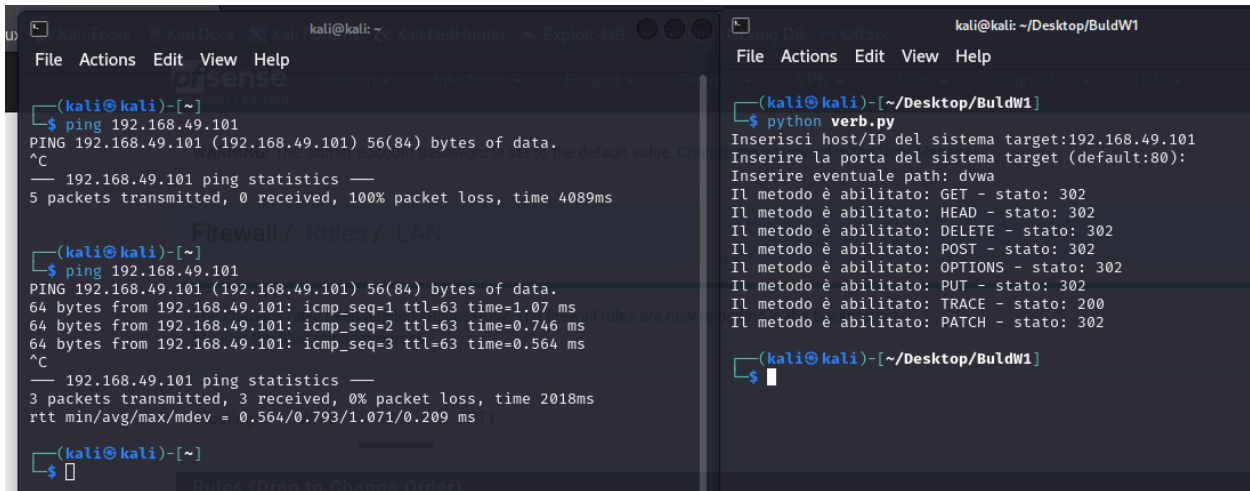 kali@kali: ~
File Actions Edit View Help
┌──(kali㉿kali)-[~]
└─$ ping 192.168.49.101
PING 192.168.49.101 (192.168.49.101) 56(84) bytes of data.
^C
— 192.168.49.101 ping statistics —
5 packets transmitted, 0 received, 100% packet loss, time 4089ms
Firewall / Rules / LAN
┌──(kali㉿kali)-[~]
└─$ ping 192.168.49.101
PING 192.168.49.101 (192.168.49.101) 56(84) bytes of data.
64 bytes from 192.168.49.101: icmp_seq=1 ttl=63 time=1.07 ms
64 bytes from 192.168.49.101: icmp_seq=2 ttl=63 time=0.746 ms
64 bytes from 192.168.49.101: icmp_seq=3 ttl=63 time=0.564 ms
^C
— 192.168.49.101 ping statistics —
3 packets transmitted, 3 received, 0% packet loss, time 2018ms
rtt min/avg/max/mdev = 0.564/0.793/1.071/0.209 ms
┌──(kali㉿kali)-[~]
└─$
Rules (Drag to Change Order)
kali@kali: ~/Desktop/BuldW1
File Actions Edit View Help
┌──(kali㉿kali)-[~/Desktop/BuldW1]
└─$ python verb.py
Inserisci host/IP del sistema target:192.168.49.101
Inserire la porta del sistema target (default:80):
Inserire eventuale path: dvwa
Il metodo è abilitato: GET - stato: 302
Il metodo è abilitato: HEAD - stato: 302
Il metodo è abilitato: DELETE - stato: 302
Il metodo è abilitato: POST - stato: 302
Il metodo è abilitato: OPTIONS - stato: 302
Il metodo è abilitato: PUT - stato: 302
Il metodo è abilitato: TRACE - stato: 200
Il metodo è abilitato: PATCH - stato: 302
┌──(kali㉿kali)-[~/Desktop/BuldW1]
└─$